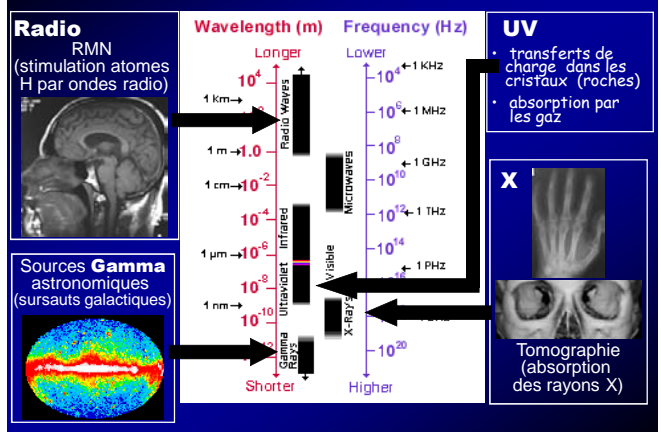 Radio
RMN
(stimulation atomes
H par ondes radio)
Sources Gamma
astronomiques
(sursauts galactiques)
Wavelength (m)
Longer
10⁴
1 km
10²
1 m
1.0
1 cm
10⁻²
10⁻⁴
1 µm
10⁻⁶
10⁻⁸
1 nm
10⁻¹⁰
Shorter
Radio Waves
Infrared
Ultraviolet
Gamma
Rays
Microwaves
Visible
X-Rays
Frequency (Hz)
Lower
1 KHz
10⁴
10⁶
1 MHz
10⁸
1 GHz
10¹⁰
10¹²
1 THz
10¹⁴
10¹⁶
1 PHz
10²⁰
Higher
UV
• transferts de
charge dans les
cristaux (roches)
• absorption par
les gaz
X
Tomographie
(absorption
des rayons X)